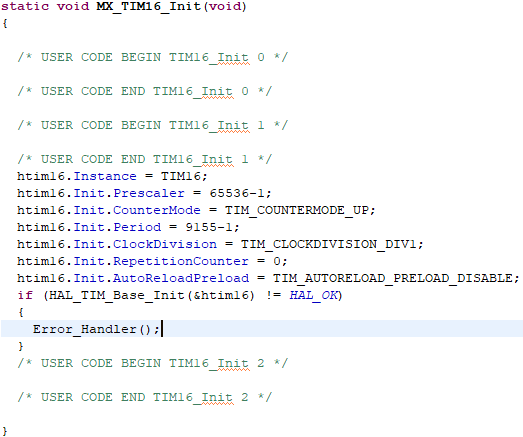 static void MX_TIM16_Init(void)
{
/* USER CODE BEGIN TIM16_Init 0 */
/* USER CODE END TIM16_Init 0 */
/* USER CODE BEGIN TIM16_Init 1 */
/* USER CODE END TIM16_Init 1 */
htim16.Instance = TIM16;
htim16.Init.Prescaler = 65536-1;
htim16.Init.CounterMode = TIM_COUNTERMODE_UP;
htim16.Init.Period = 9155-1;
htim16.Init.ClockDivision = TIM_CLOCKDIVISION_DIV1;
htim16.Init.RepetitionCounter = 0;
htim16.Init.AutoReloadPreload = TIM_AUTORELOAD_PRELOAD_DISABLE;
if (HAL_TIM_Base_Init(&htim16) != HAL_OK)
{
Error_Handler();
}
/* USER CODE BEGIN TIM16_Init 2 */
/* USER CODE END TIM16_Init 2 */
}